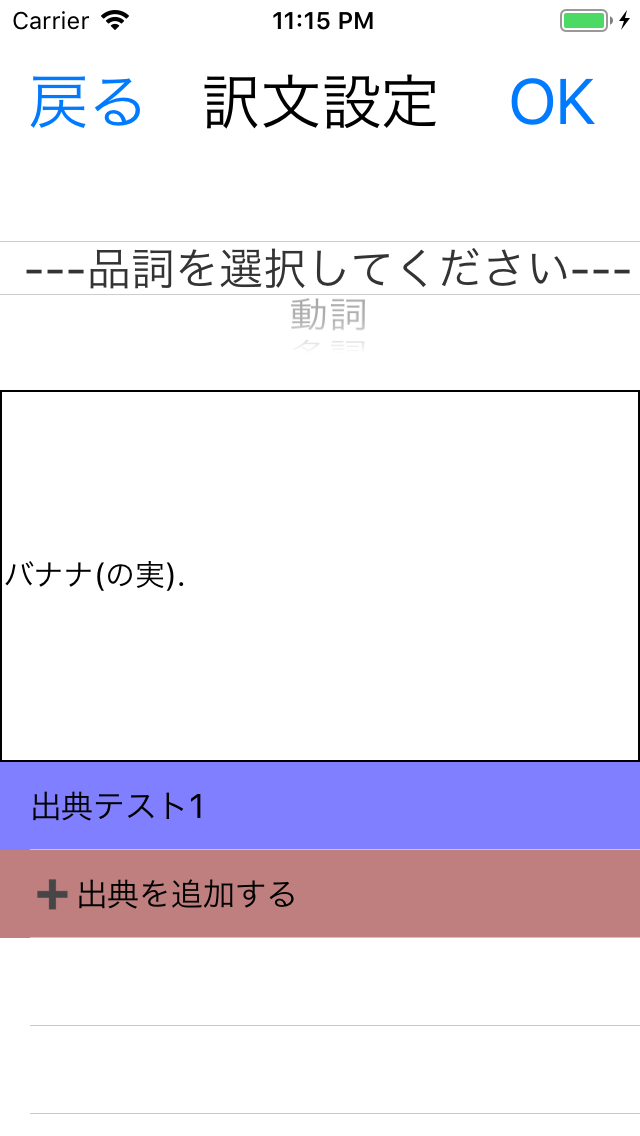 Carrier 11:15 PM
戻る 訳文設定 OK
---品詞を選択してください---
動詞
バナナ(の実).
出典テスト1
出典を追加する